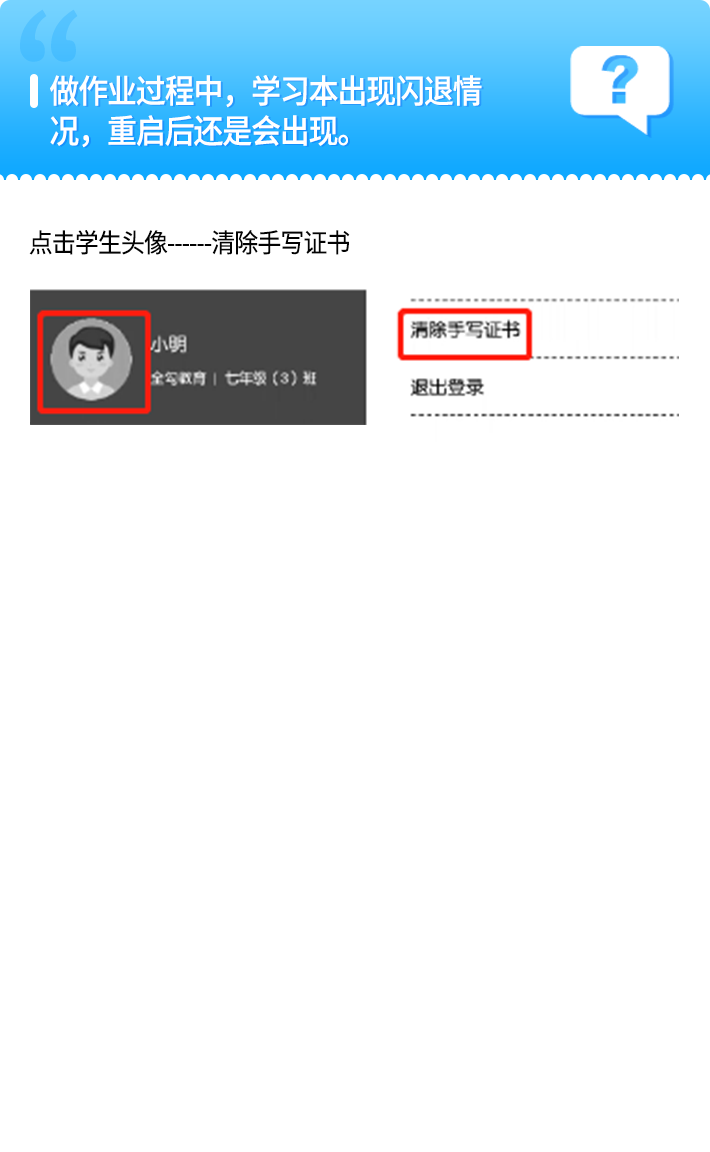 做作业过程中，学习本出现闪退情
况，重启后还是会出现。
点击学生头像------清除手写证书
小明
全勾教育 | 七年级（3）班
清除手写证书
退出登录